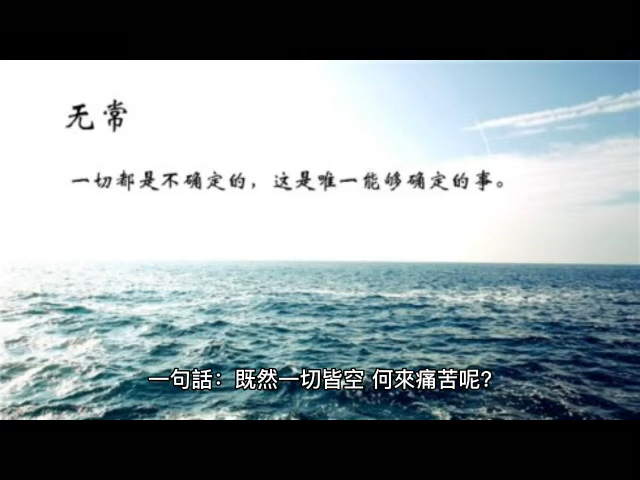 无常
一切都是不确定的，这是唯一能够确定的事。
一句話：既然一切皆空 何來痛苦呢?